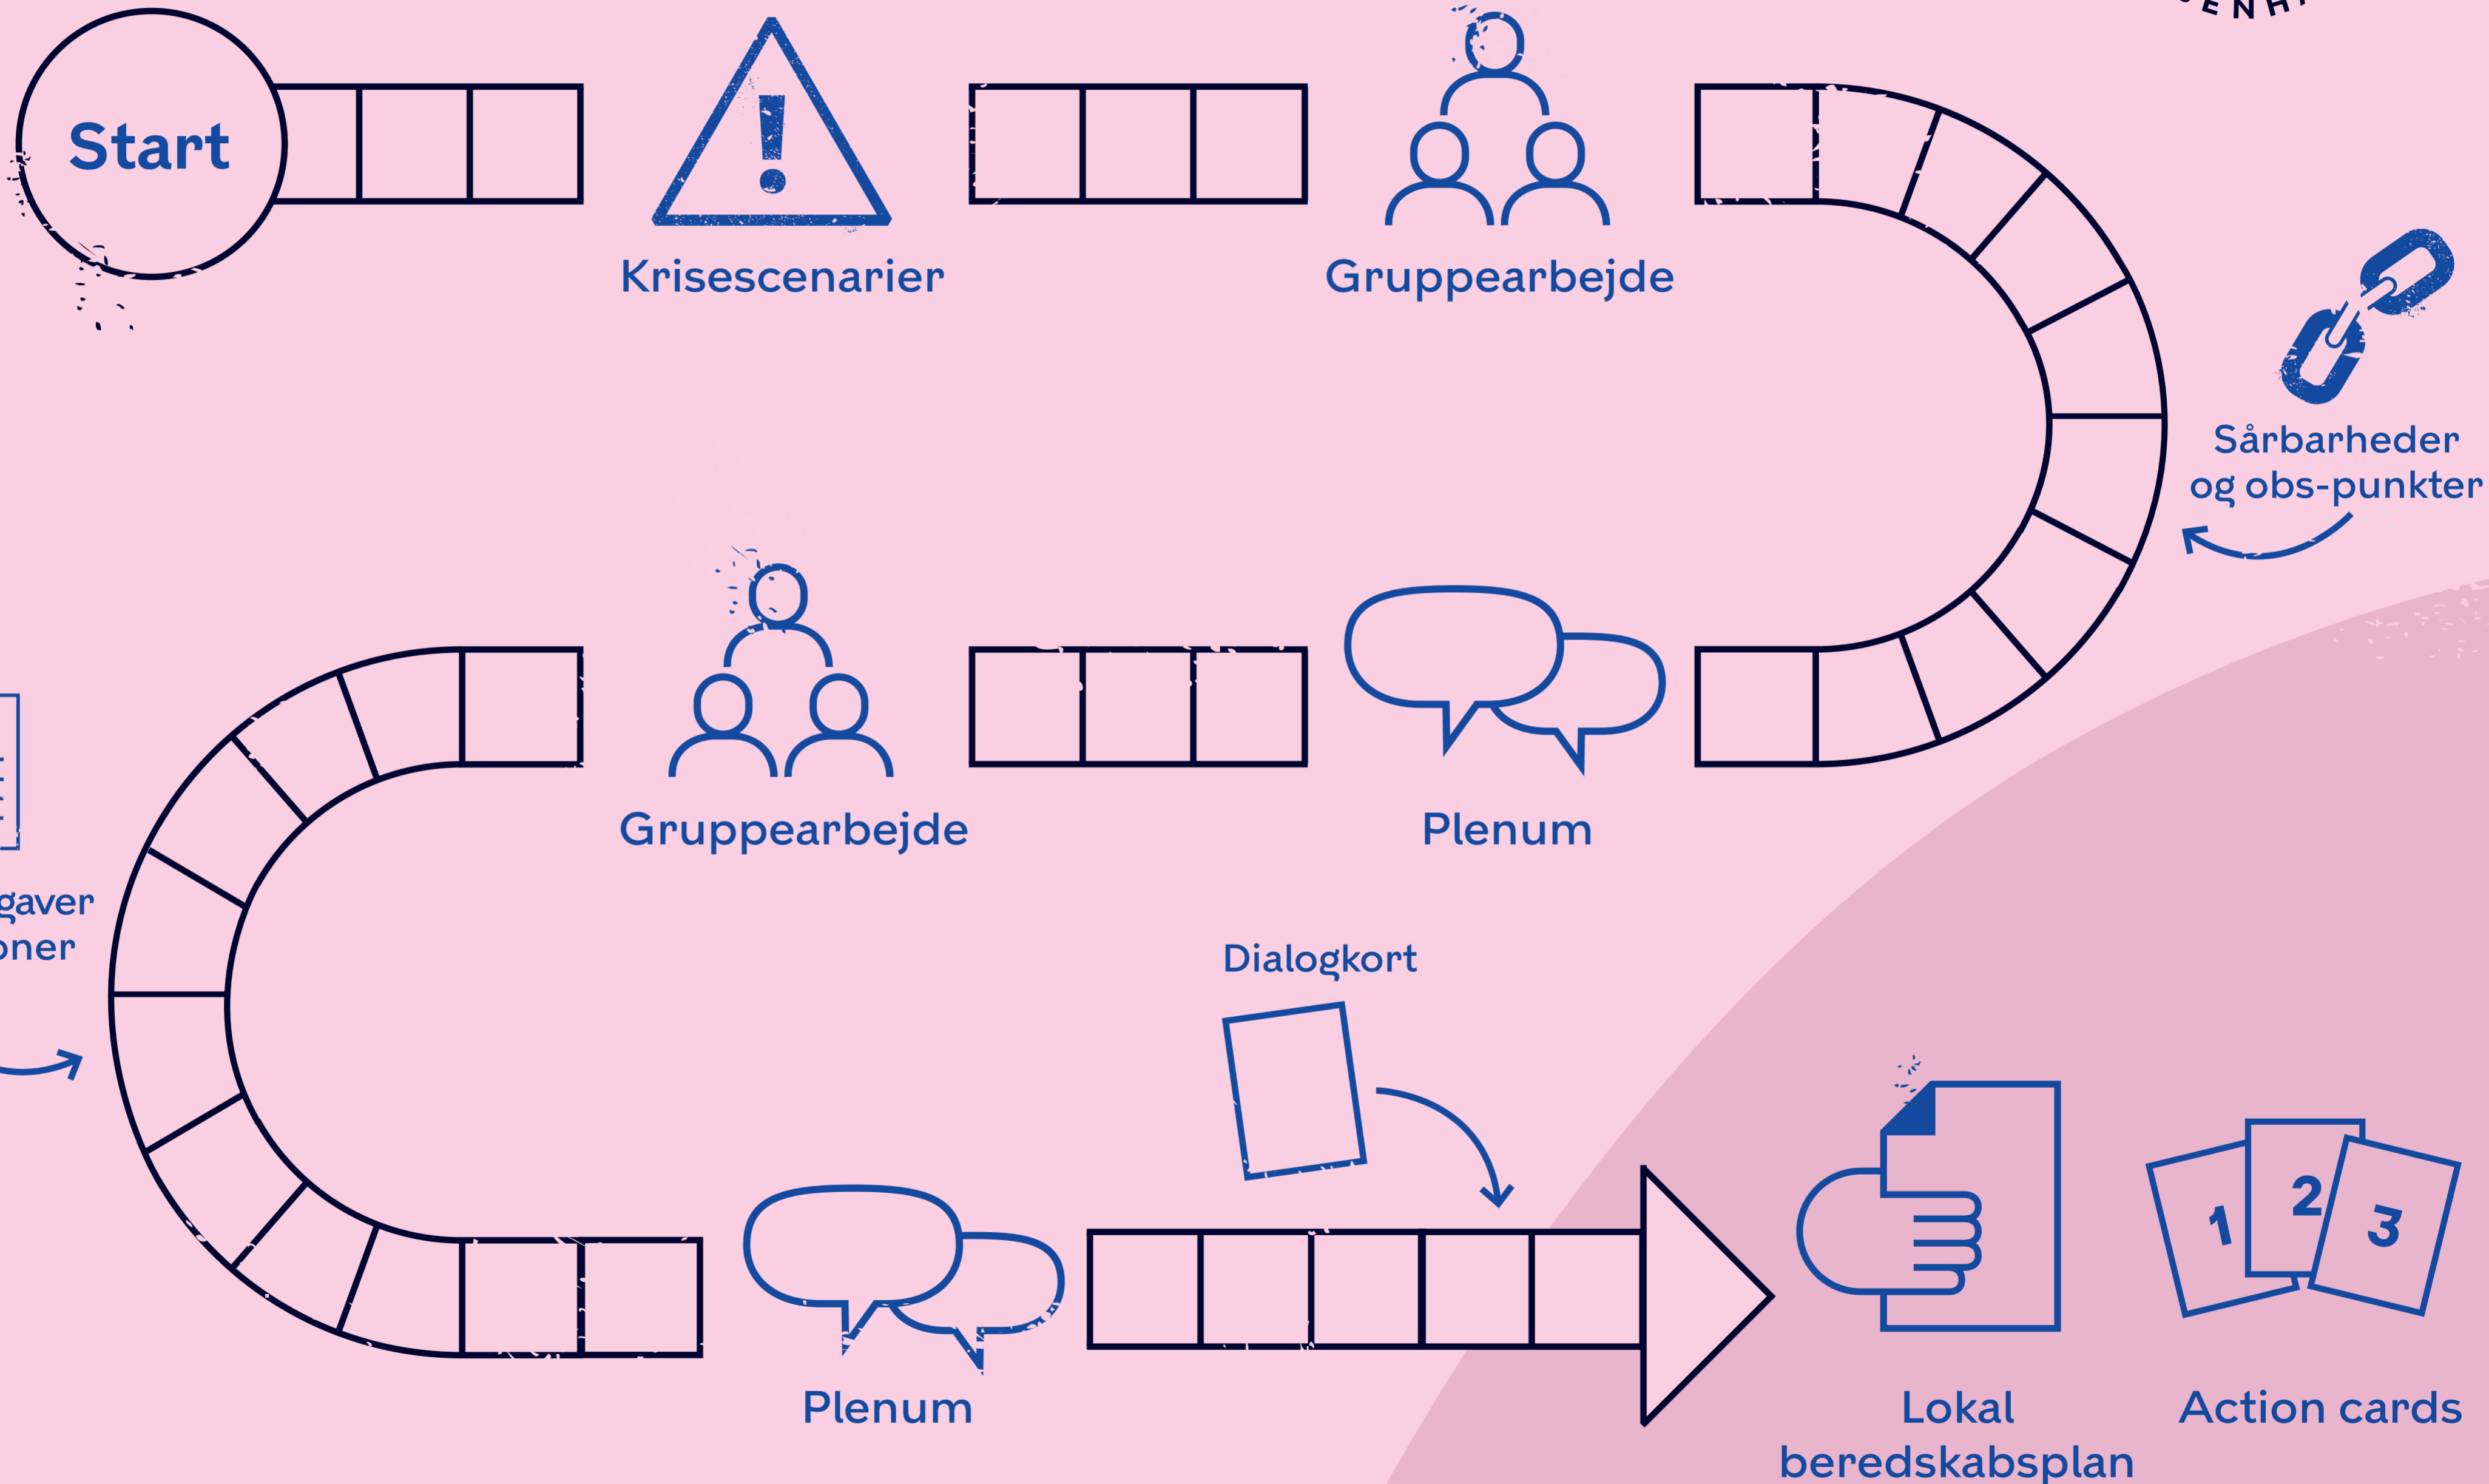 Start
Krisescenarier
Gruppearbejde
Sårbarheder
og obs-punkter
Gruppearbejde
Plenum
Dialogkort
Plenum
1 2 3
Lokal
beredskabsplan
Action cards